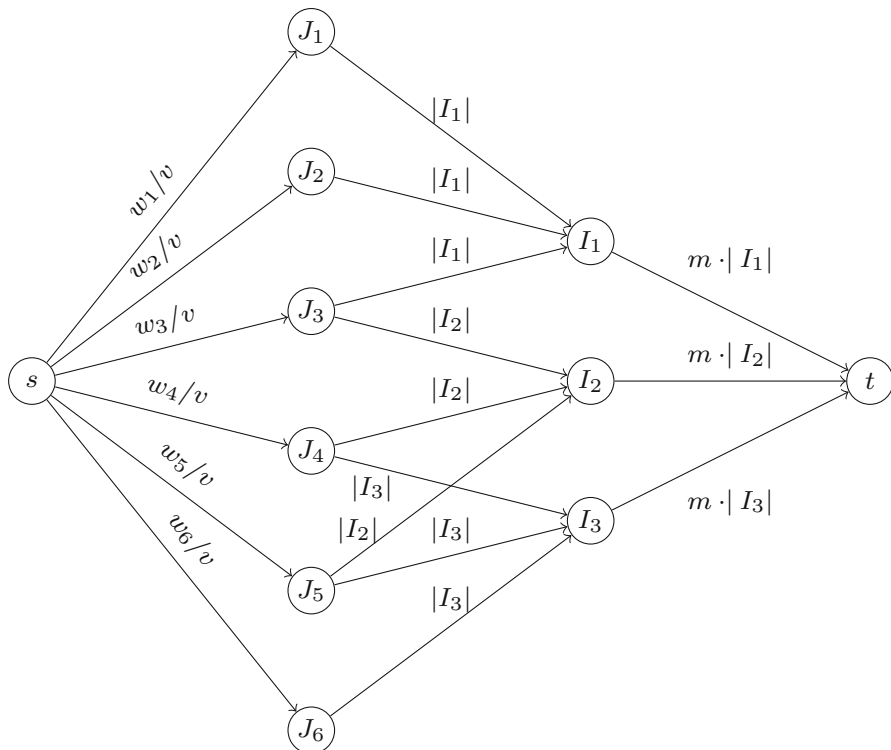 J₁
|I₁|
J₂
|I₁|
w₁/v
w₂/v
|I₁|
I₁
m·|I₁|
J₃
w₃/v
|I₂|
s
w₄/v
|I₂|
I₂
m·|I₂|
t
J₄
w₅/v
|I₃|
w₆/v
|I₂|
|I₃|
I₃
m·|I₃|
J₅
|I₃|
J₆